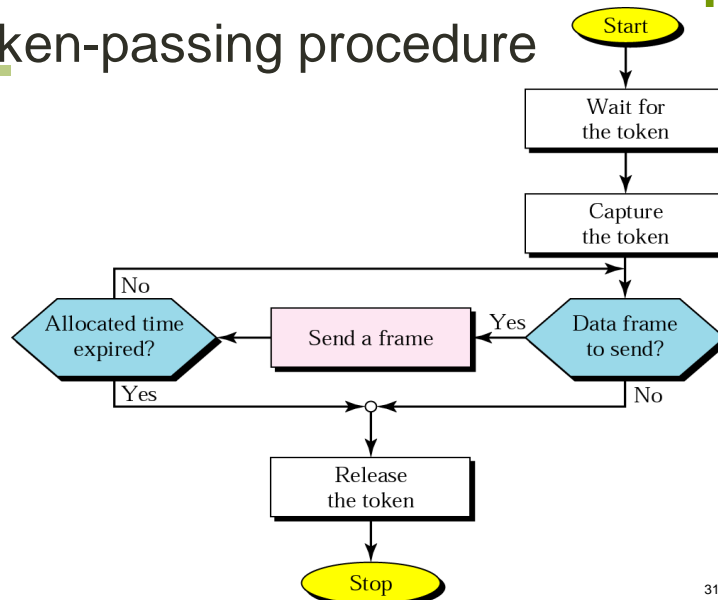 ken-passing procedure
Start
Wait for
the token
Capture
the token
No
Allocated time
expired?
Send a frame
Yes
Data frame
to send?
Yes
No
Release
the token
Stop
31